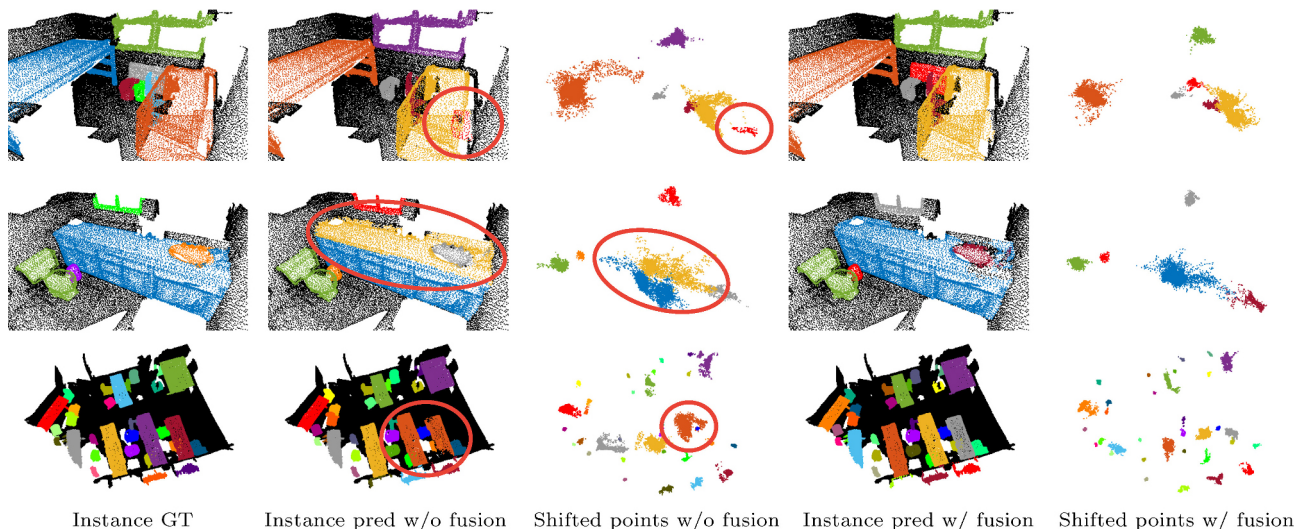 Instance GT
Instance pred w/o fusion
Shifted points w/o fusion
Instance pred w/ fusion
Shifted points w/ fusion